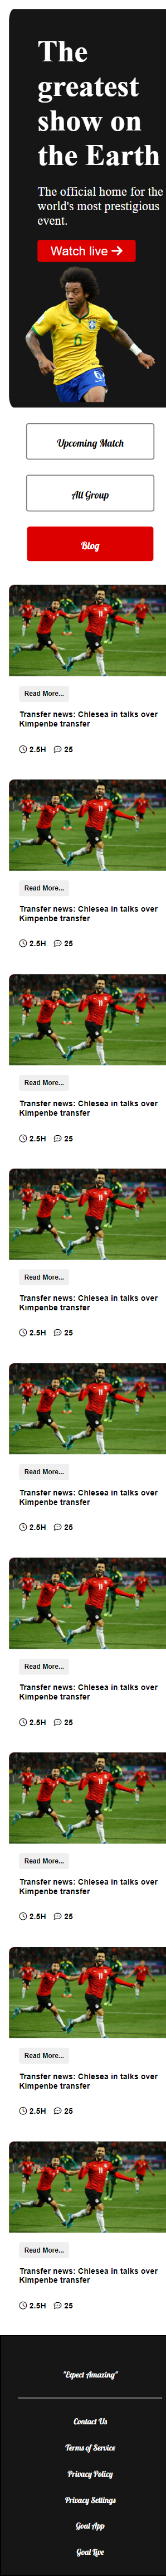 The
greatest
show on
the Earth
The official home for the
world's most prestigious
event.
Watch live →
Upcoming Match
All Group
Blog
Read More...
Transfer news: Chlesea in talks over
Kimpenbe transfer
2.5H 25
Read More...
Transfer news: Chlesea in talks over
Kimpenbe transfer
2.5H 25
Read More...
Transfer news: Chlesea in talks over
Kimpenbe transfer
2.5H 25
Read More...
Transfer news: Chlesea in talks over
Kimpenbe transfer
2.5H 25
Read More...
Transfer news: Chlesea in talks over
Kimpenbe transfer
2.5H 25
Read More...
Transfer news: Chlesea in talks over
Kimpenbe transfer
2.5H 25
Read More...
Transfer news: Chlesea in talks over
Kimpenbe transfer
2.5H 25
Read More...
Transfer news: Chlesea in talks over
Kimpenbe transfer
2.5H 25
Read More...
Transfer news: Chlesea in talks over
Kimpenbe transfer
2.5H 25
"Expect Amazing"
Contact Us
Terms of Service
Privacy Policy
Privacy Settings
Goat App
Goat Live